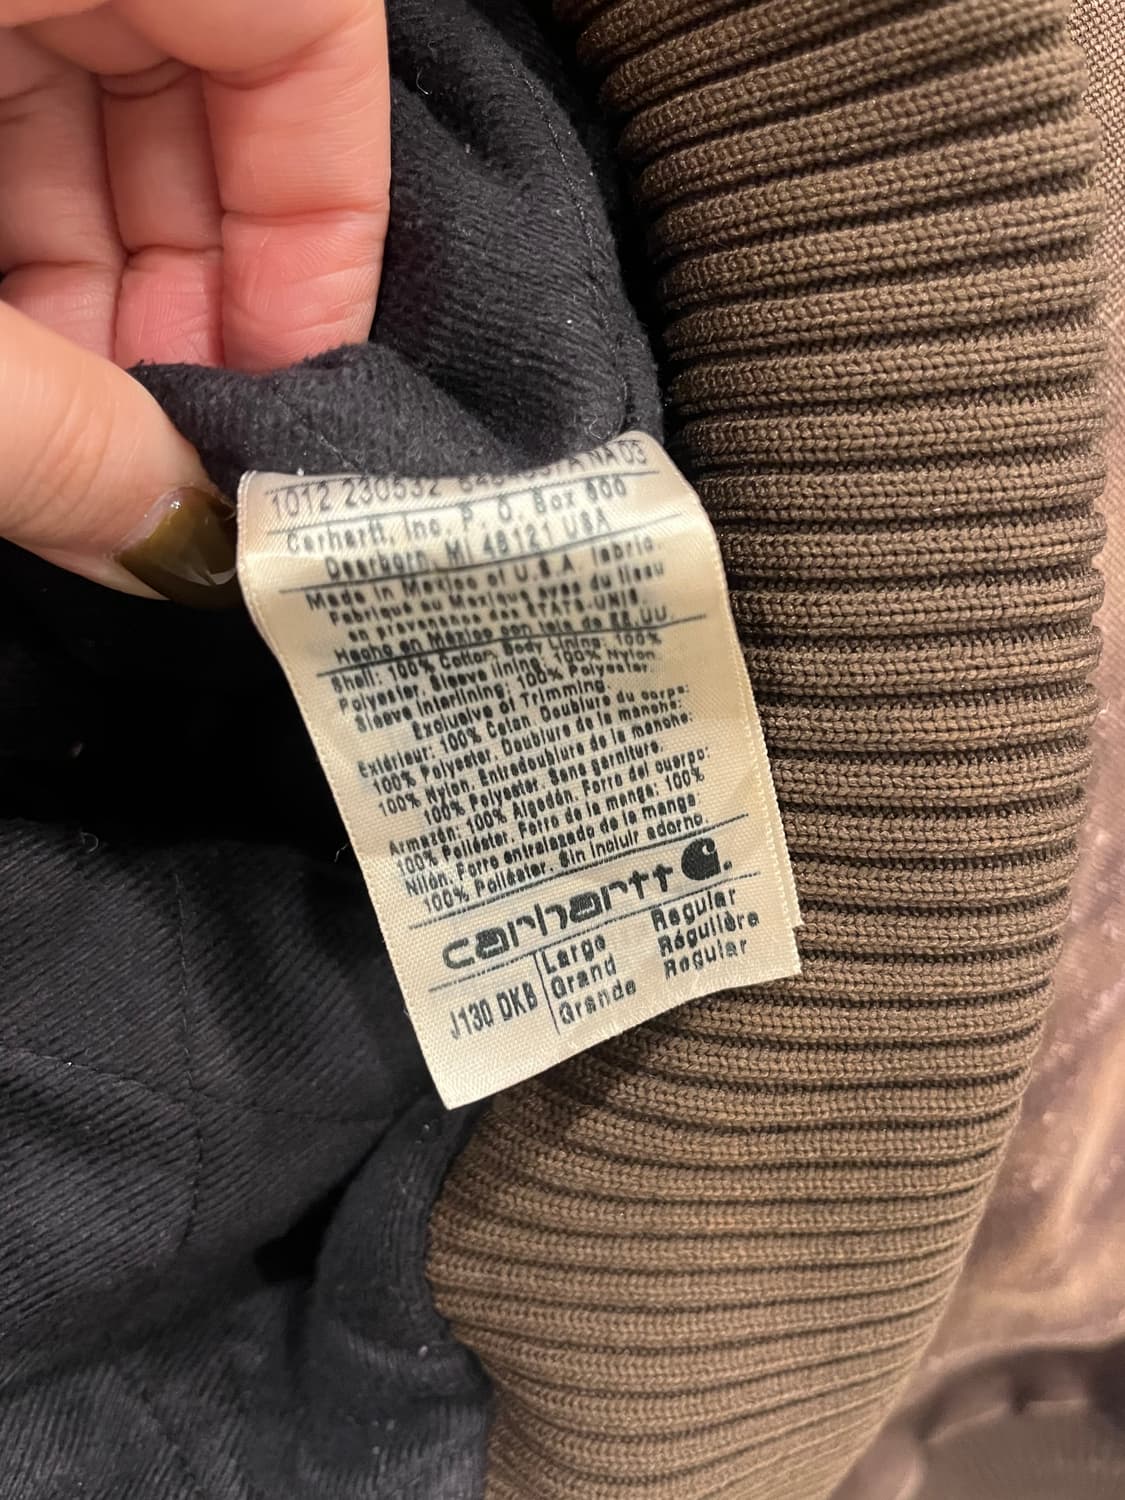 1012 230532 NA 03
Carhartt, Inc. P. O. Box 600
Dearborn, MI 48121 USA
Made in Mexico of U.S.A. fabric.
Fabriqué au Mexique avec du tissu
en provenance des ÉTATS-UNIS.
Hecho en México con tela de EE.UU.
Shell: 100% Cotton. Body Lining: 100%
Polyester. Sleeve lining: 100% Nylon.
Sleeve Interlining: 100% Polyester.
Exclusive of Trimming.
Extérieur: 100% Coton. Doublure du corps:
100% Polyester. Doublure de la manche:
100% Nylon. Entredoublure de la manche:
100% Polyester. Sans garniture.
Armazón: 100% Algodón. Forro del cuerpo:
100% Poliéster. Forro de la manga: 100%
Nilón. Forro entrelazado de la manga:
100% Poliéster. Sin incluir adorno.
carhartt
J130 DKB Large Regular
Grand Régulière
Grande Regular